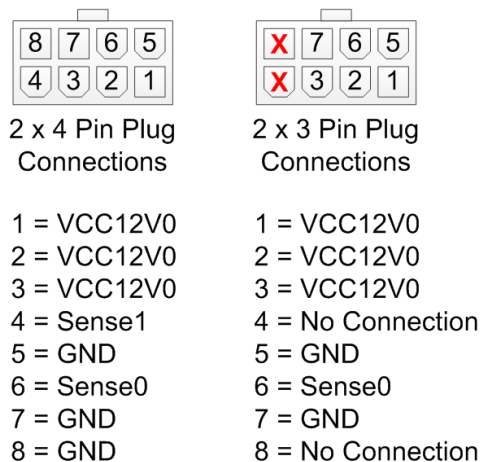 8 7 6 5
4 3 2 1
2 x 4 Pin Plug
Connections
1 = VCC12V0
2 = VCC12V0
3 = VCC12V0
4 = Sense1
5 = GND
6 = Sense0
7 = GND
8 = GND
X 7 6 5
X 3 2 1
2 x 3 Pin Plug
Connections
1 = VCC12V0
2 = VCC12V0
3 = VCC12V0
4 = No Connection
5 = GND
6 = Sense0
7 = GND
8 = No Connection